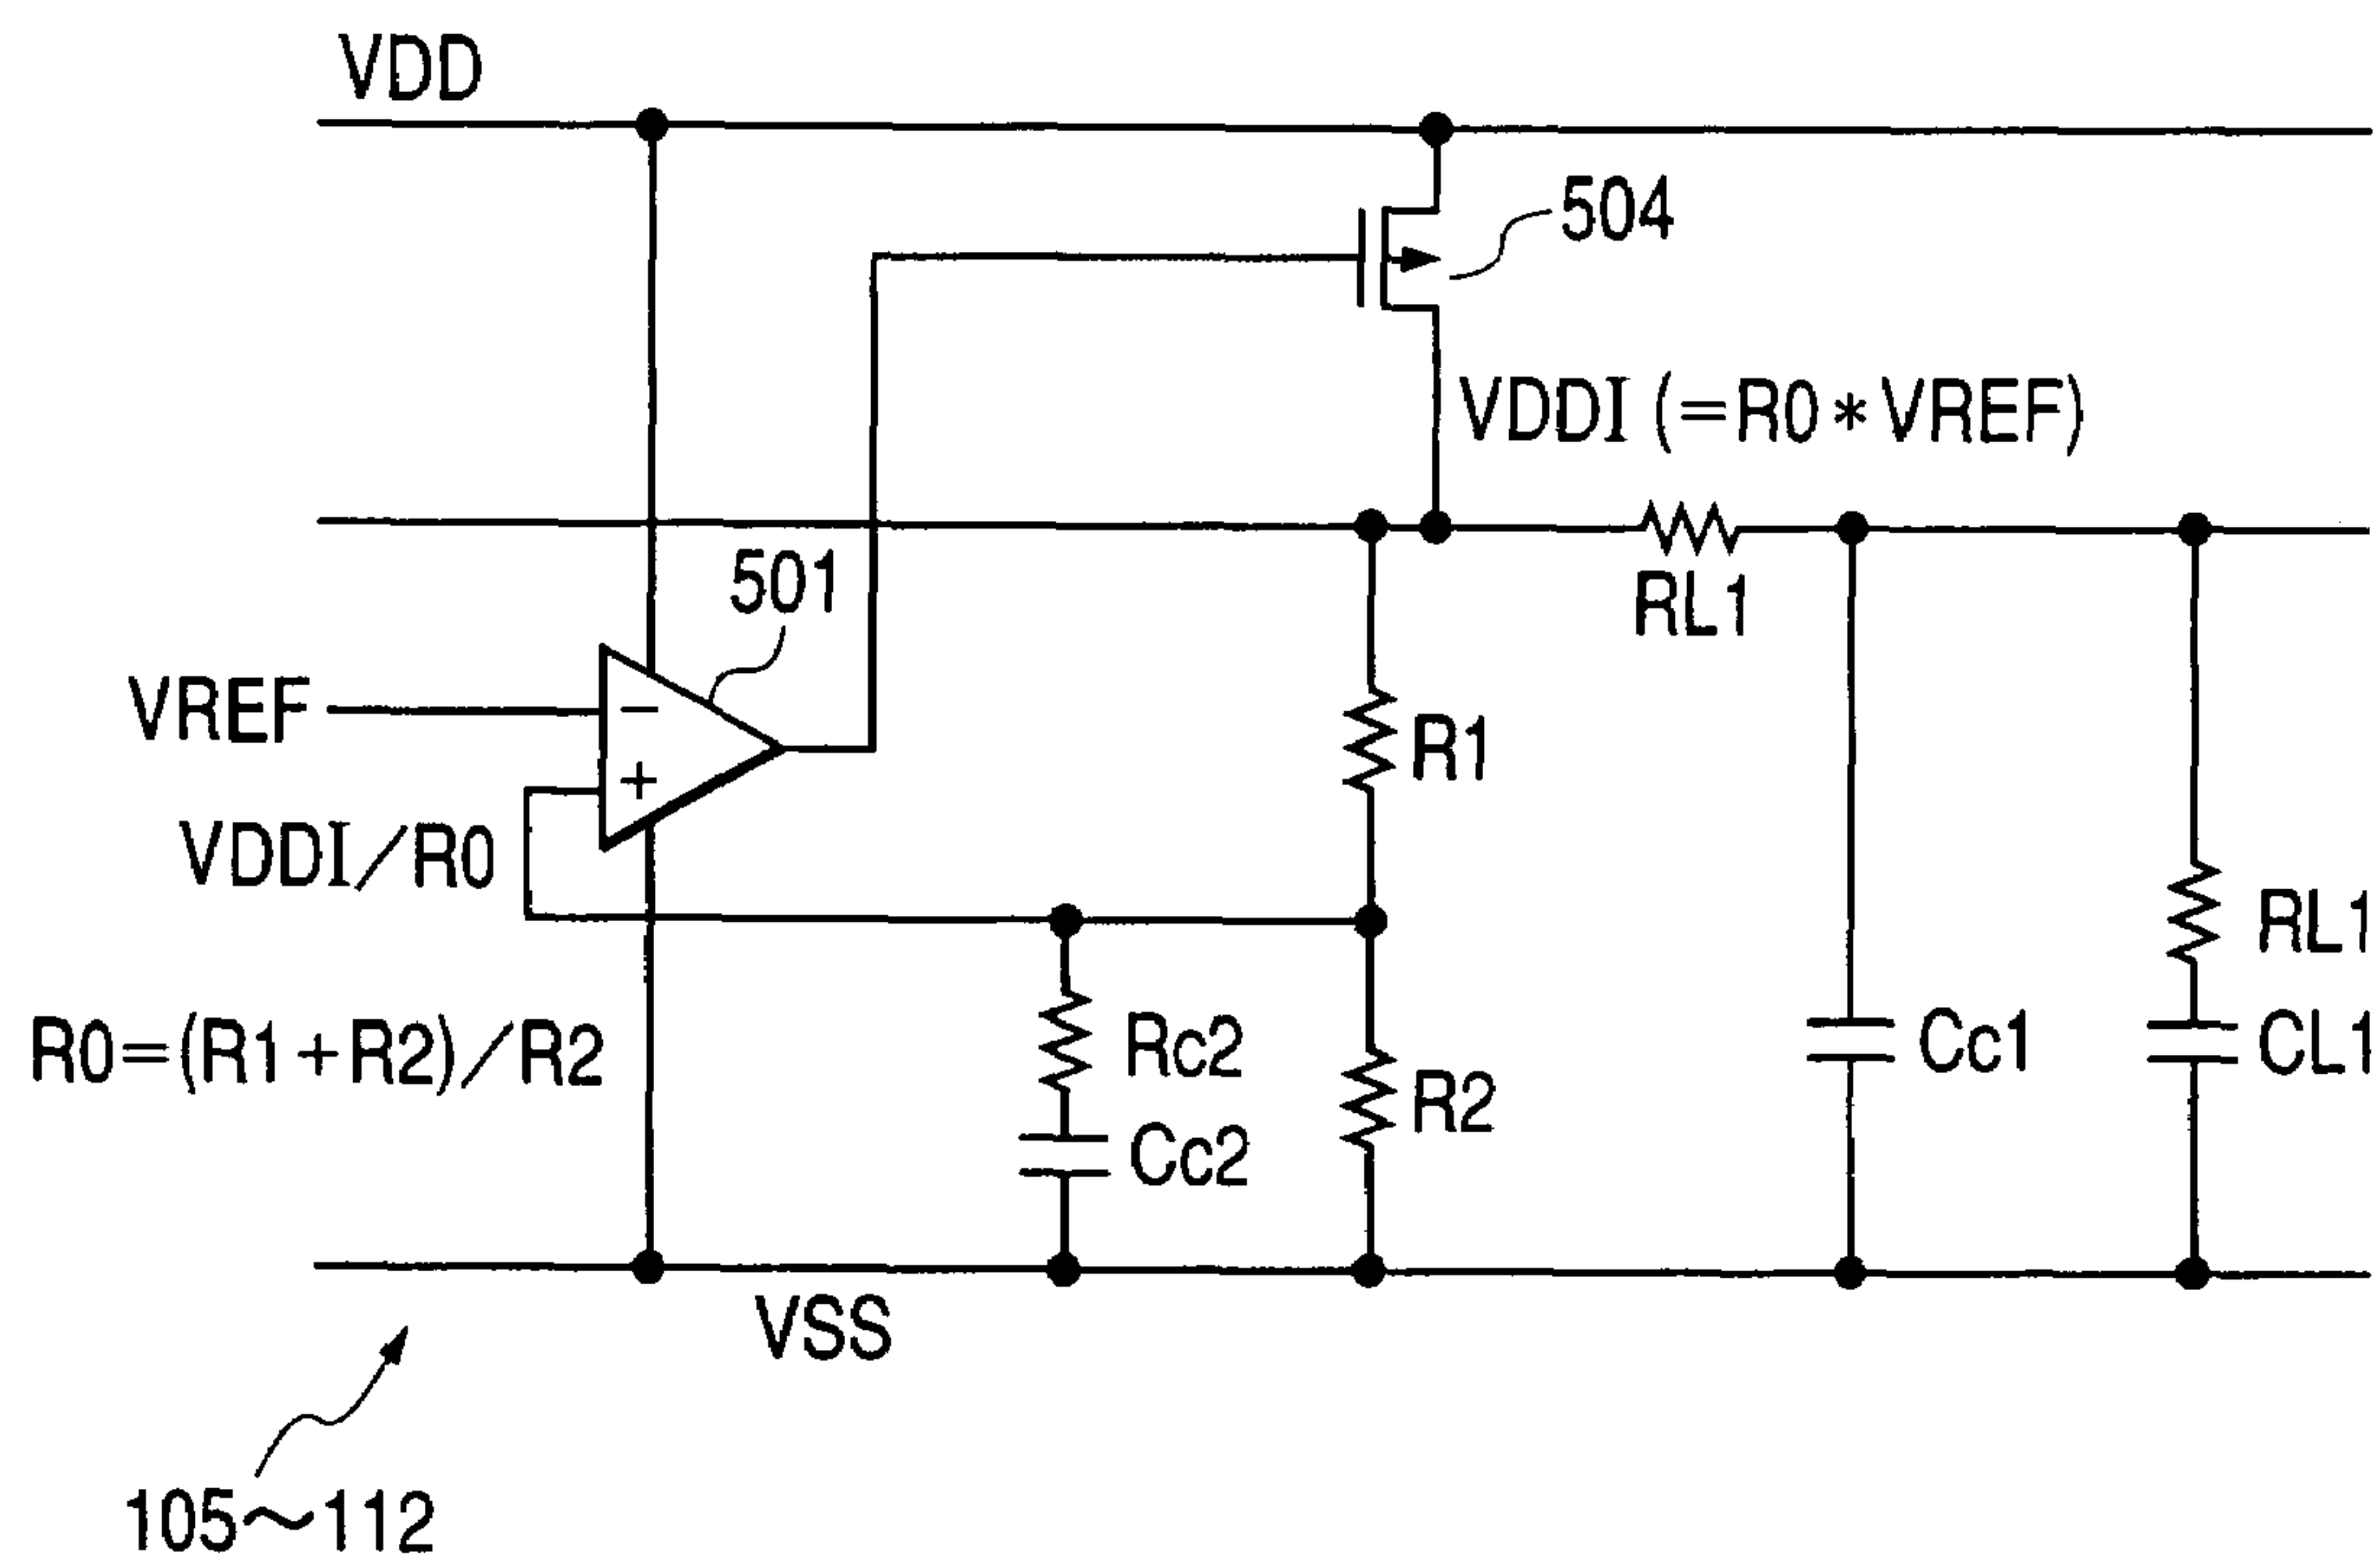 VDD
504
VDDI (=R0*VREF)
501
RL1
VREF
−
+
R1
VDDI/R0
RL1
R0=(R1+R2)/R2
Rc2
R2
Cc1
CL1
Cc2
VSS
105~112